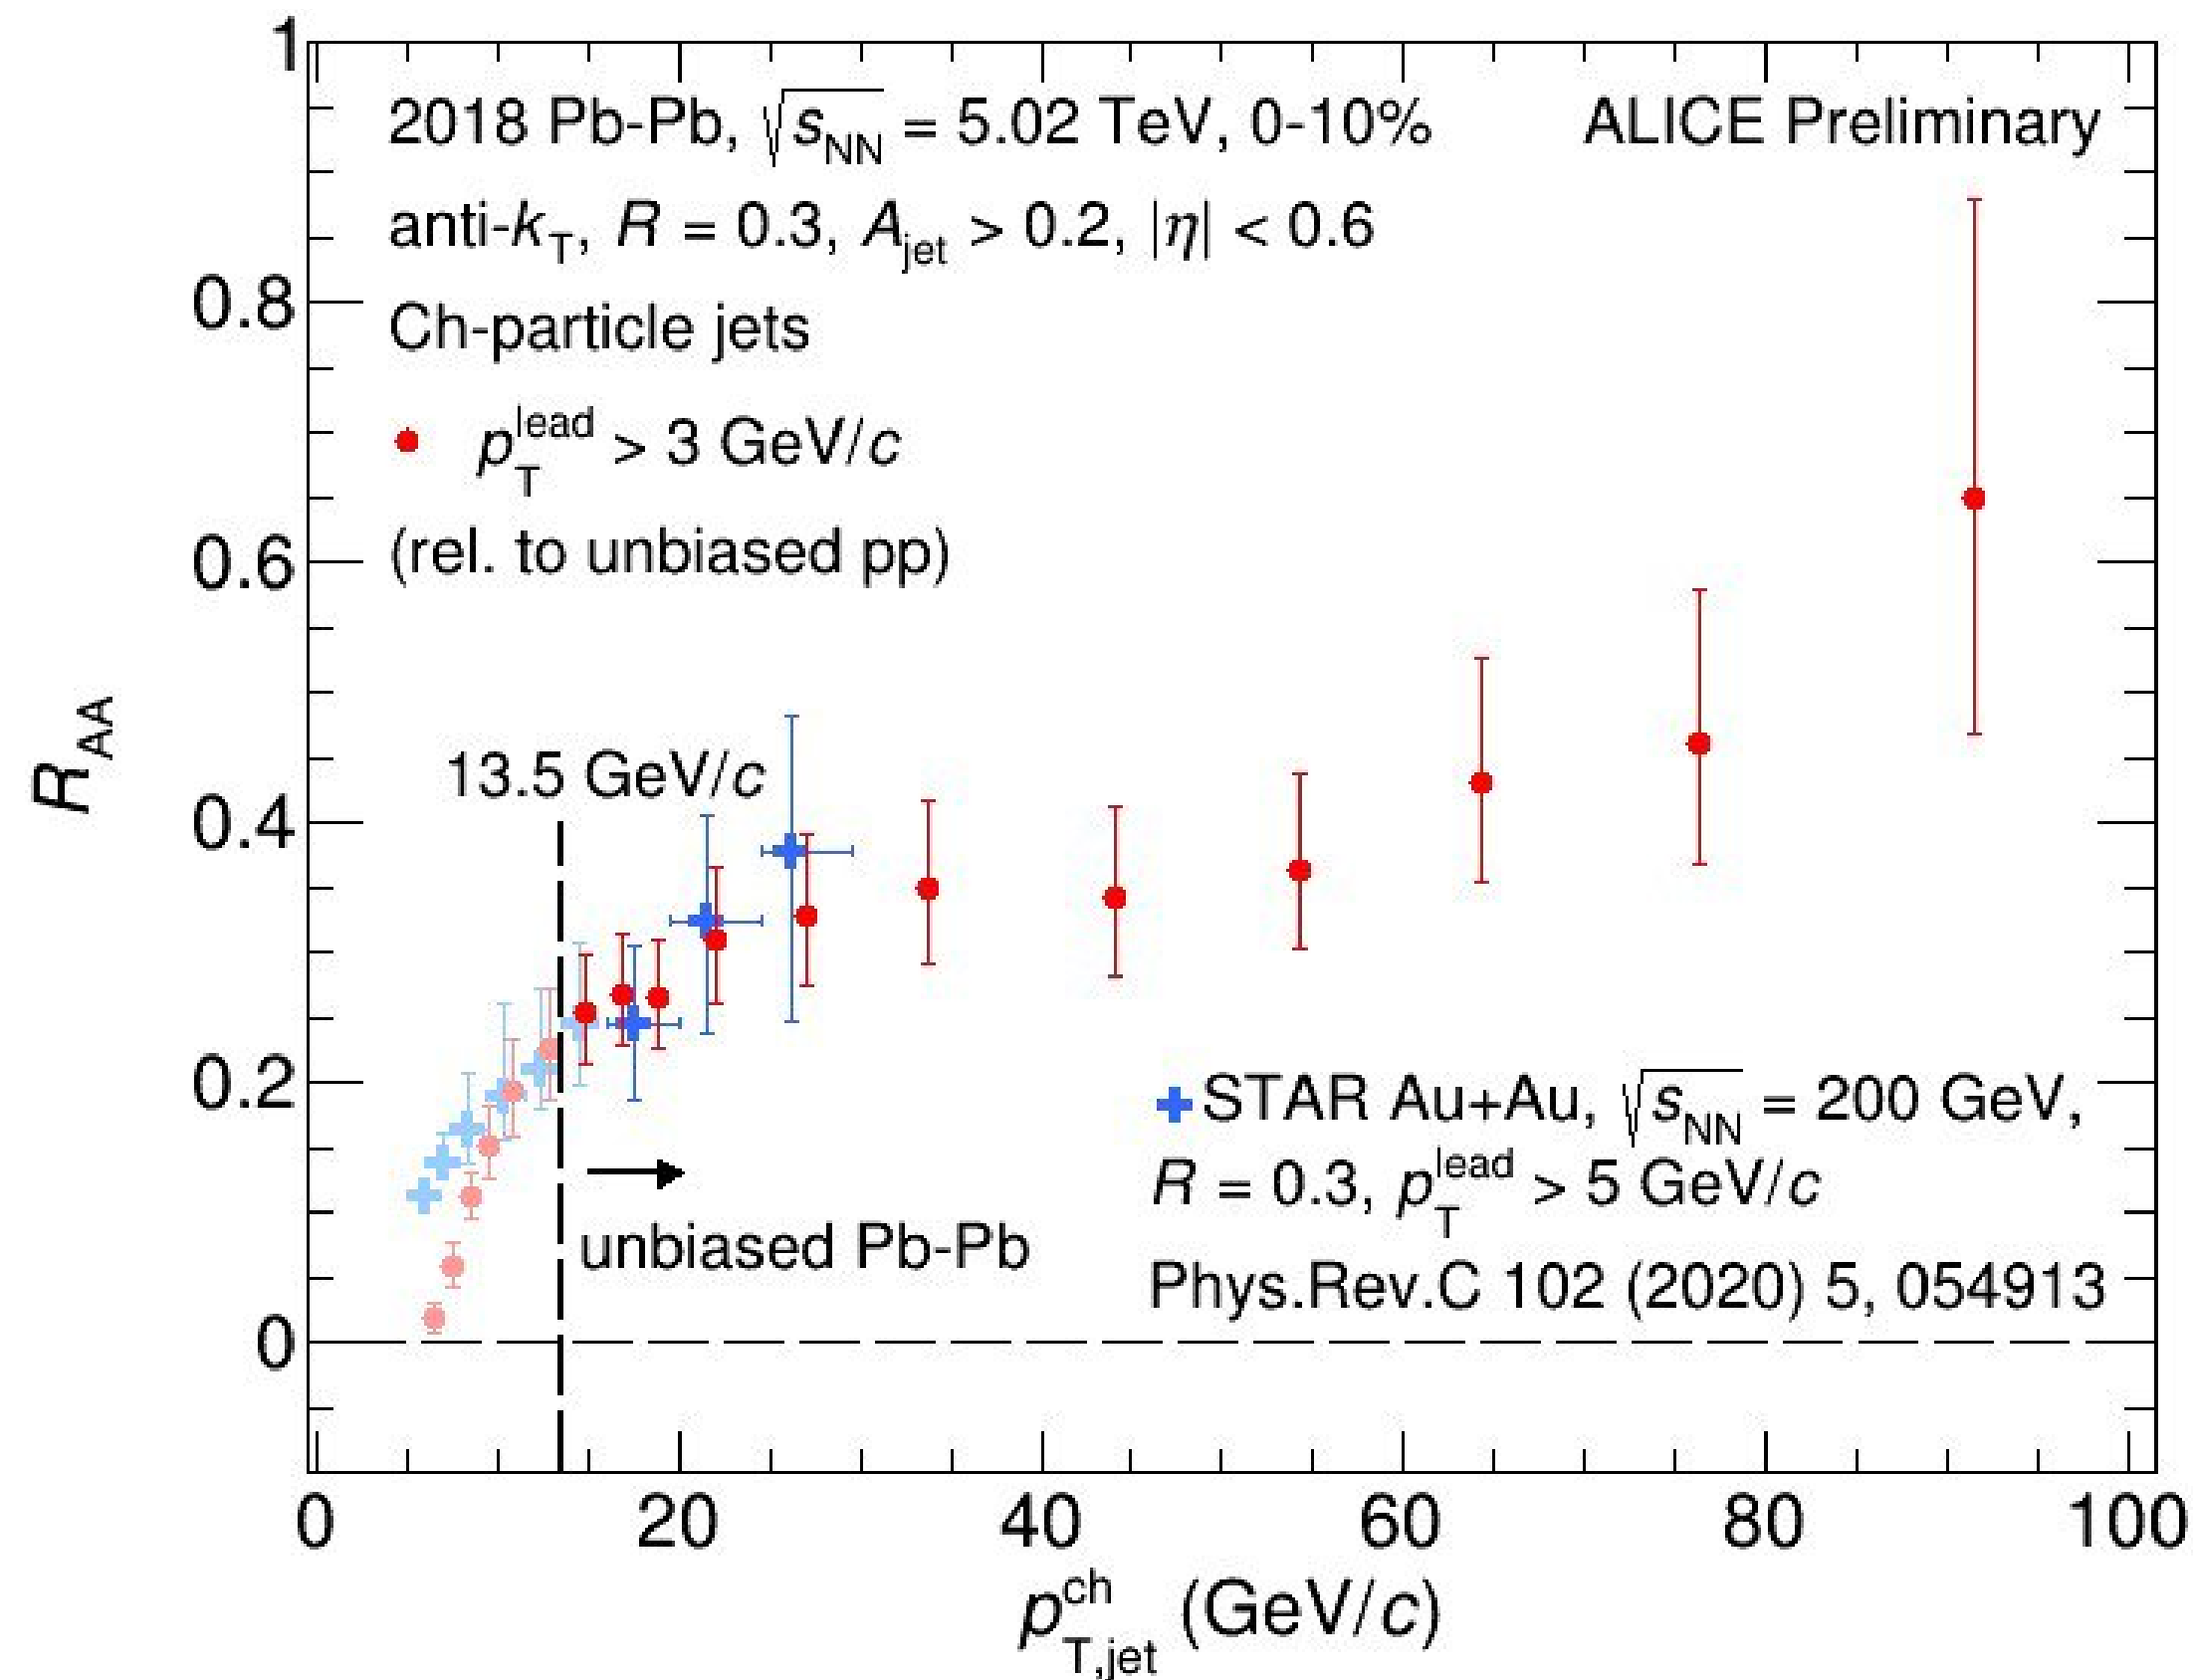 1
2018 Pb-Pb, √sNN = 5.02 TeV, 0-10% ALICE Preliminary
anti-kT, R = 0.3, Ajet > 0.2, |η| < 0.6
0.8
Ch-particle jets
pTlead > 3 GeV/c
(rel. to unbiased pp)
0.6
RAA
13.5 GeV/c
0.4
0.2
STAR Au+Au, √sNN = 200 GeV,
R = 0.3, pTlead > 5 GeV/c
unbiased Pb-Pb
Phys.Rev.C 102 (2020) 5, 054913
0
0 20 40 60 80 100
pT,jetch (GeV/c)